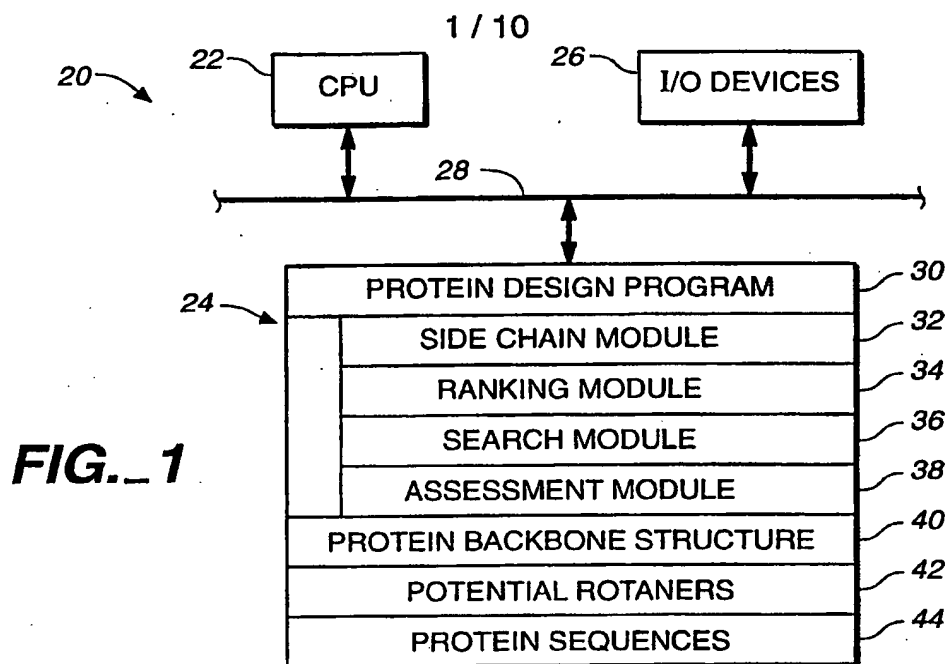 1 / 10
20
22
CPU
26
I/O DEVICES
28
24
PROTEIN DESIGN PROGRAM
30
SIDE CHAIN MODULE
32
RANKING MODULE
34
SEARCH MODULE
36
ASSESSMENT MODULE
38
PROTEIN BACKBONE STRUCTURE
40
POTENTIAL ROTANERS
42
PROTEIN SEQUENCES
44
FIG._1